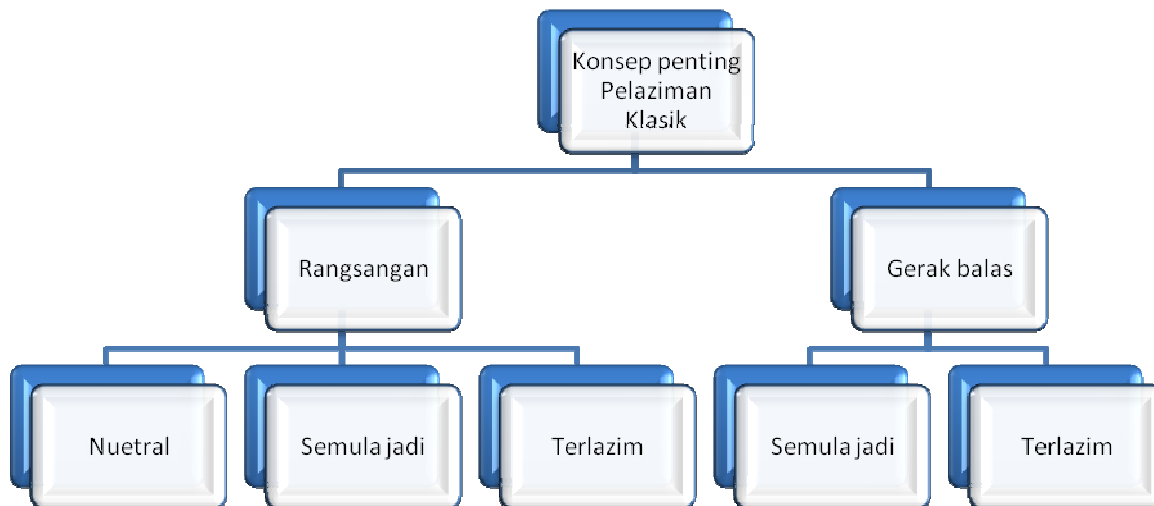 Konsep penting
Pelaziman
Klasik
Rangsangan
Gerak balas
Nuetral
Semula jadi
Terlazim
Semula jadi
Terlazim